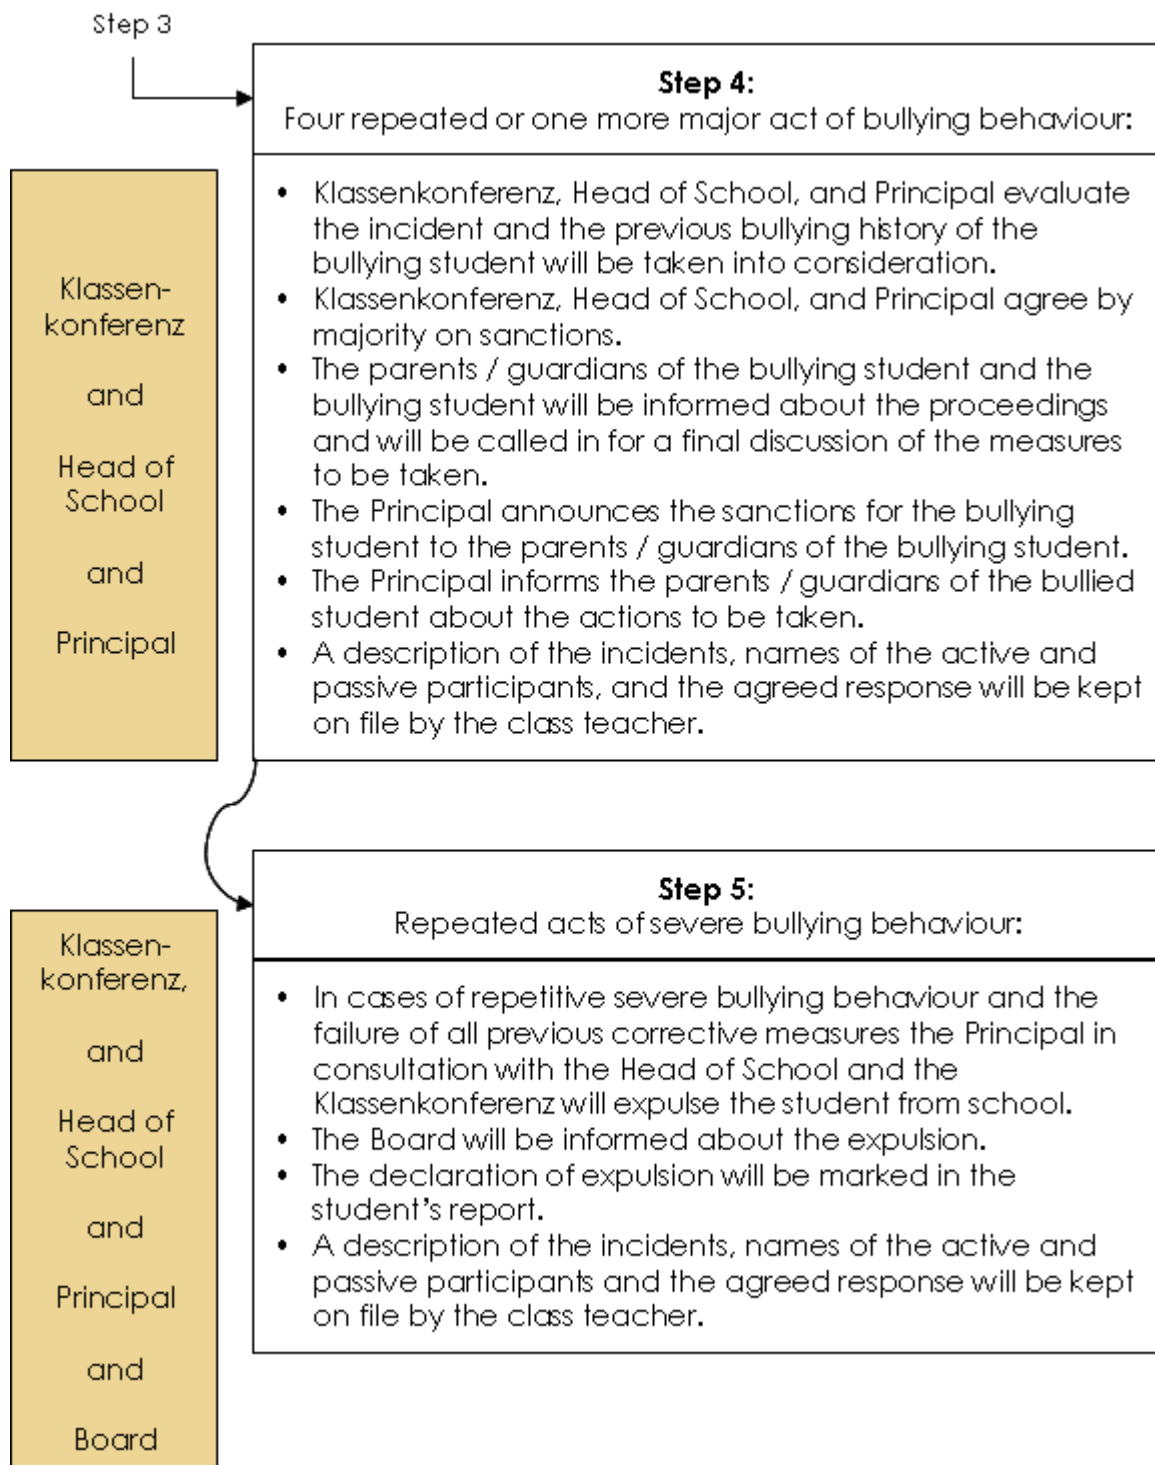 Step 3
Step 4:
Four repeated or one more major act of bullying behaviour:
Klassen-
konferenz
and
Head of
School
and
Principal
• Klassenkonferenz, Head of School, and Principal evaluate
the incident and the previous bullying history of the
bullying student will be taken into consideration.
• Klassenkonferenz, Head of School, and Principal agree by
majority on sanctions.
• The parents / guardians of the bullying student and the
bullying student will be informed about the proceedings
and will be called in for a final discussion of the measures
to be taken.
• The Principal announces the sanctions for the bullying
student to the parents / guardians of the bullying student.
• The Principal informs the parents / guardians of the bullied
student about the actions to be taken.
• A description of the incidents, names of the active and
passive participants, and the agreed response will be kept
on file by the class teacher.
Step 5:
Repeated acts of severe bullying behaviour:
Klassen-
konferenz,
and
Head of
School
and
Principal
and
Board
• In cases of repetitive severe bullying behaviour and the
failure of all previous corrective measures the Principal in
consultation with the Head of School and the
Klassenkonferenz will expulse the student from school.
• The Board will be informed about the expulsion.
• The declaration of expulsion will be marked in the
student's report.
• A description of the incidents, names of the active and
passive participants and the agreed response will be kept
on file by the class teacher.